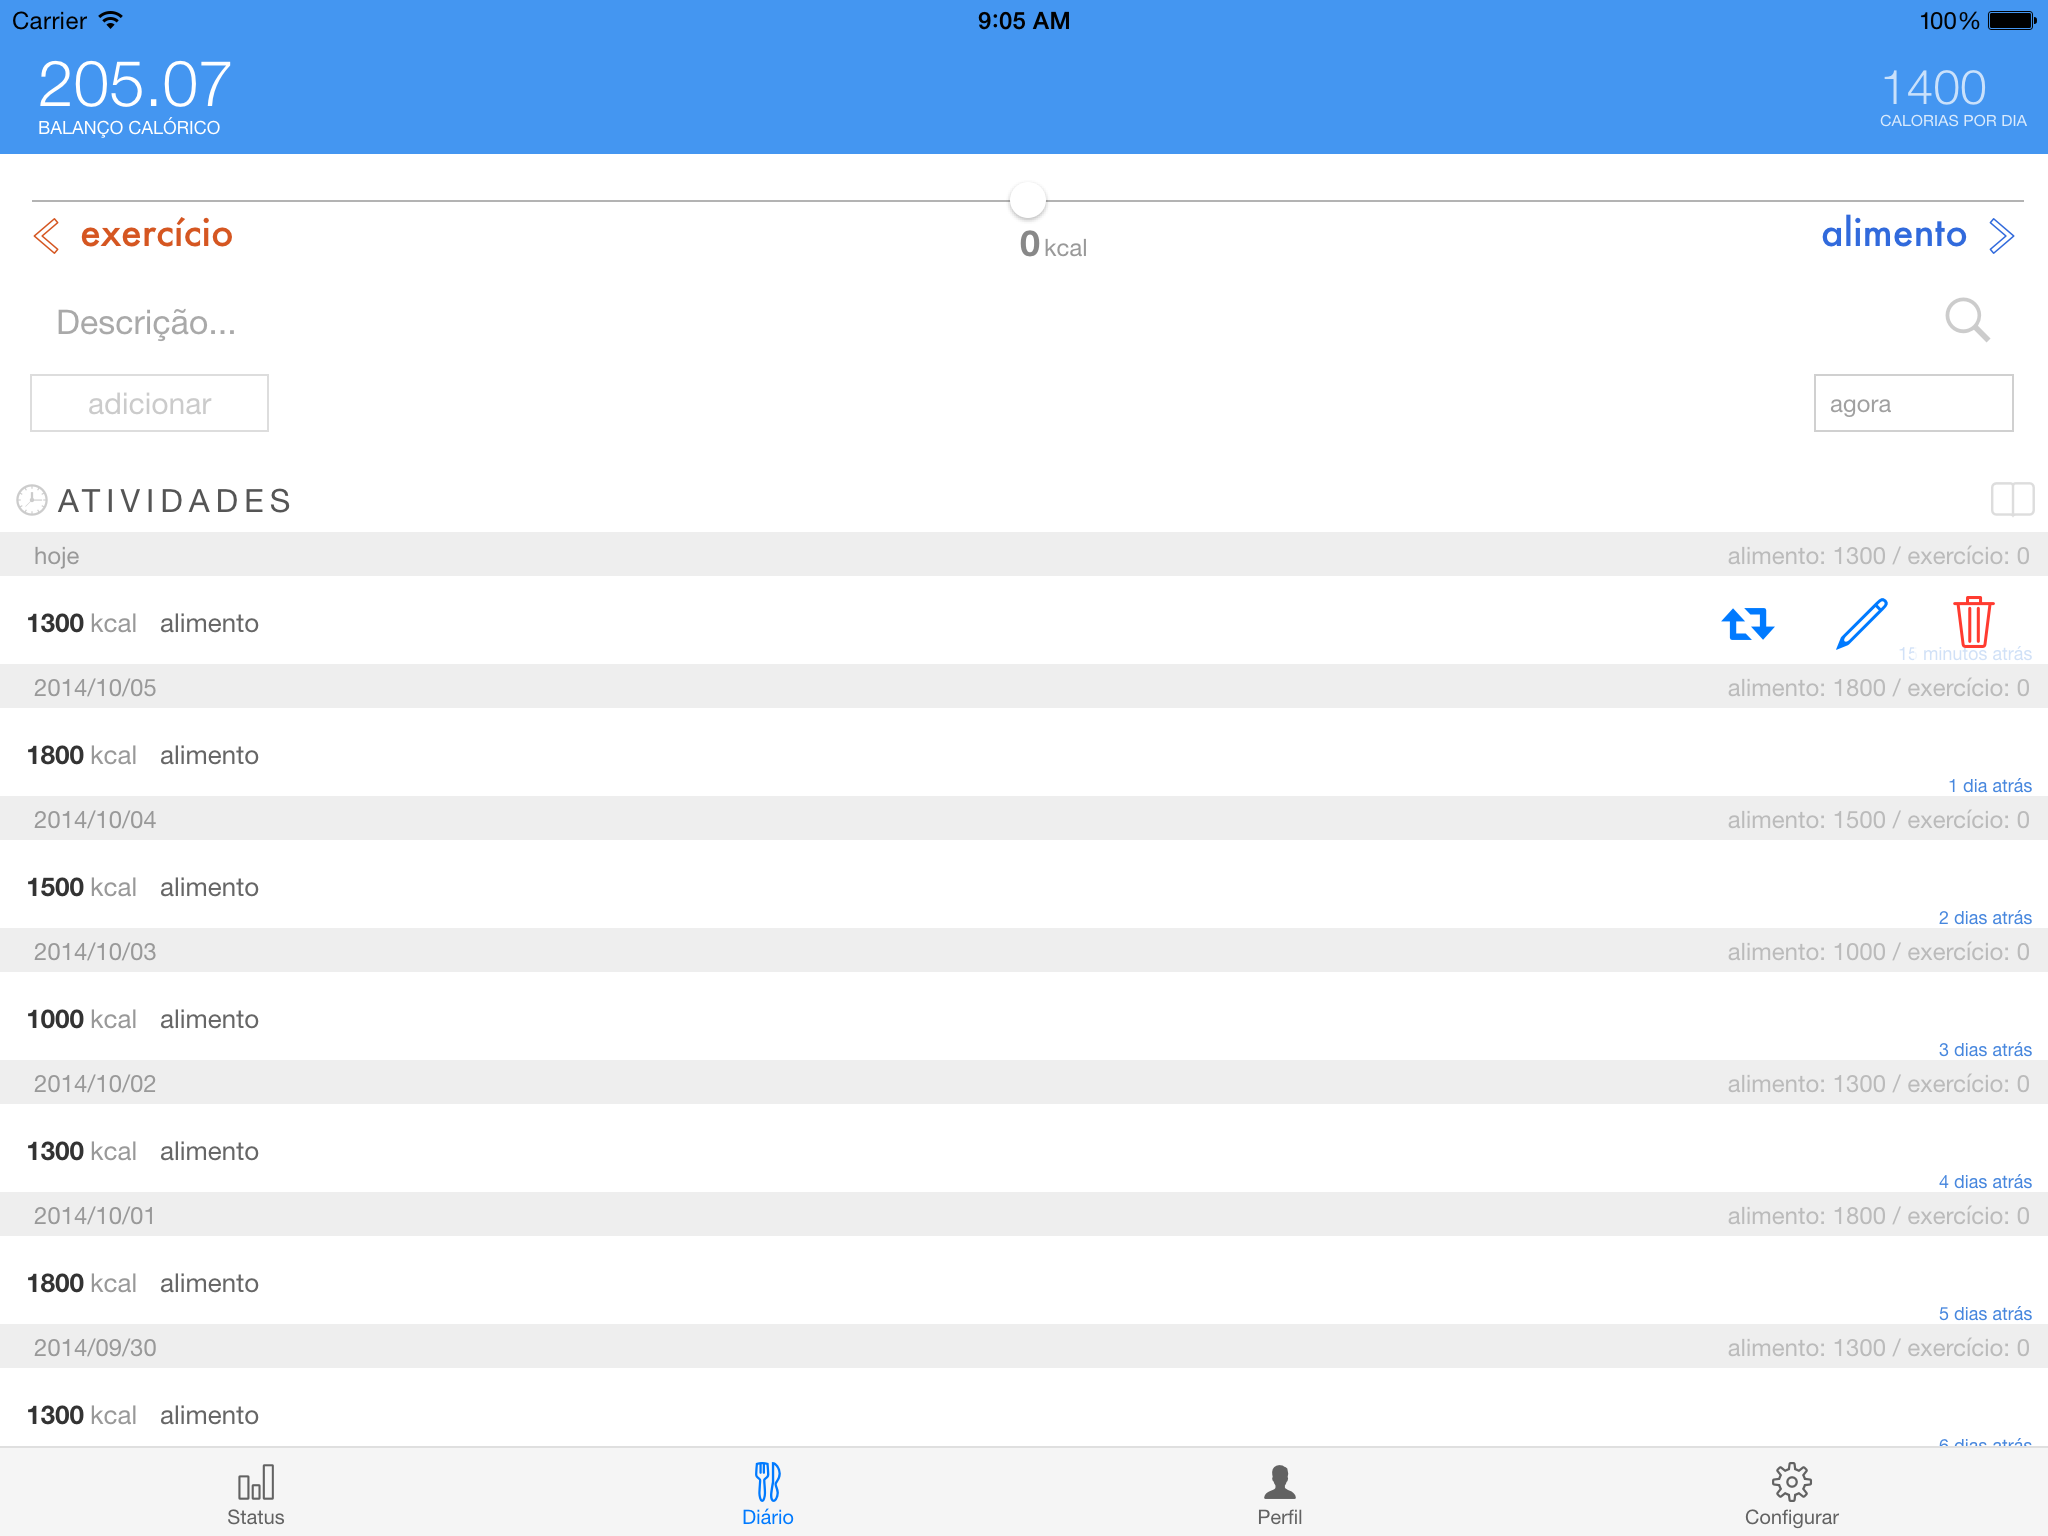 Carrier 9:05 AM 100%
205.07
BALANÇO CALÓRICO
1400
CALORIAS POR DIA
exercício
0 kcal
alimento
Descrição...
adicionar
agora
ATIVIDADES
hoje alimento: 1300 / exercício: 0
1300 kcal alimento
15 minutos atrás
2014/10/05 alimento: 1800 / exercício: 0
1800 kcal alimento
1 dia atrás
2014/10/04 alimento: 1500 / exercício: 0
1500 kcal alimento
2 dias atrás
2014/10/03 alimento: 1000 / exercício: 0
1000 kcal alimento
3 dias atrás
2014/10/02 alimento: 1300 / exercício: 0
1300 kcal alimento
4 dias atrás
2014/10/01 alimento: 1800 / exercício: 0
1800 kcal alimento
5 dias atrás
2014/09/30 alimento: 1300 / exercício: 0
1300 kcal alimento
6 dias atrás
Status Diário Perfil Configurar